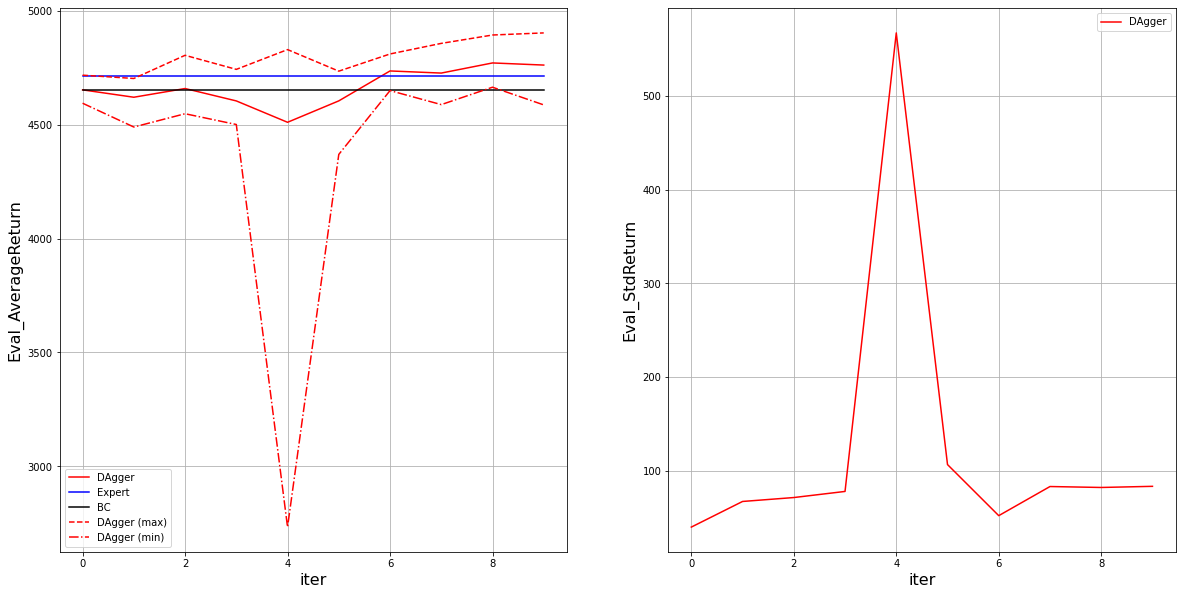 Eval_AverageReturn
5000
4500
4000
3500
3000
0
2
4
6
8
iter
DAgger
Expert
BC
DAgger (max)
DAgger (min)
Eval_StdReturn
500
400
300
200
100
0
2
4
6
8
iter
DAgger